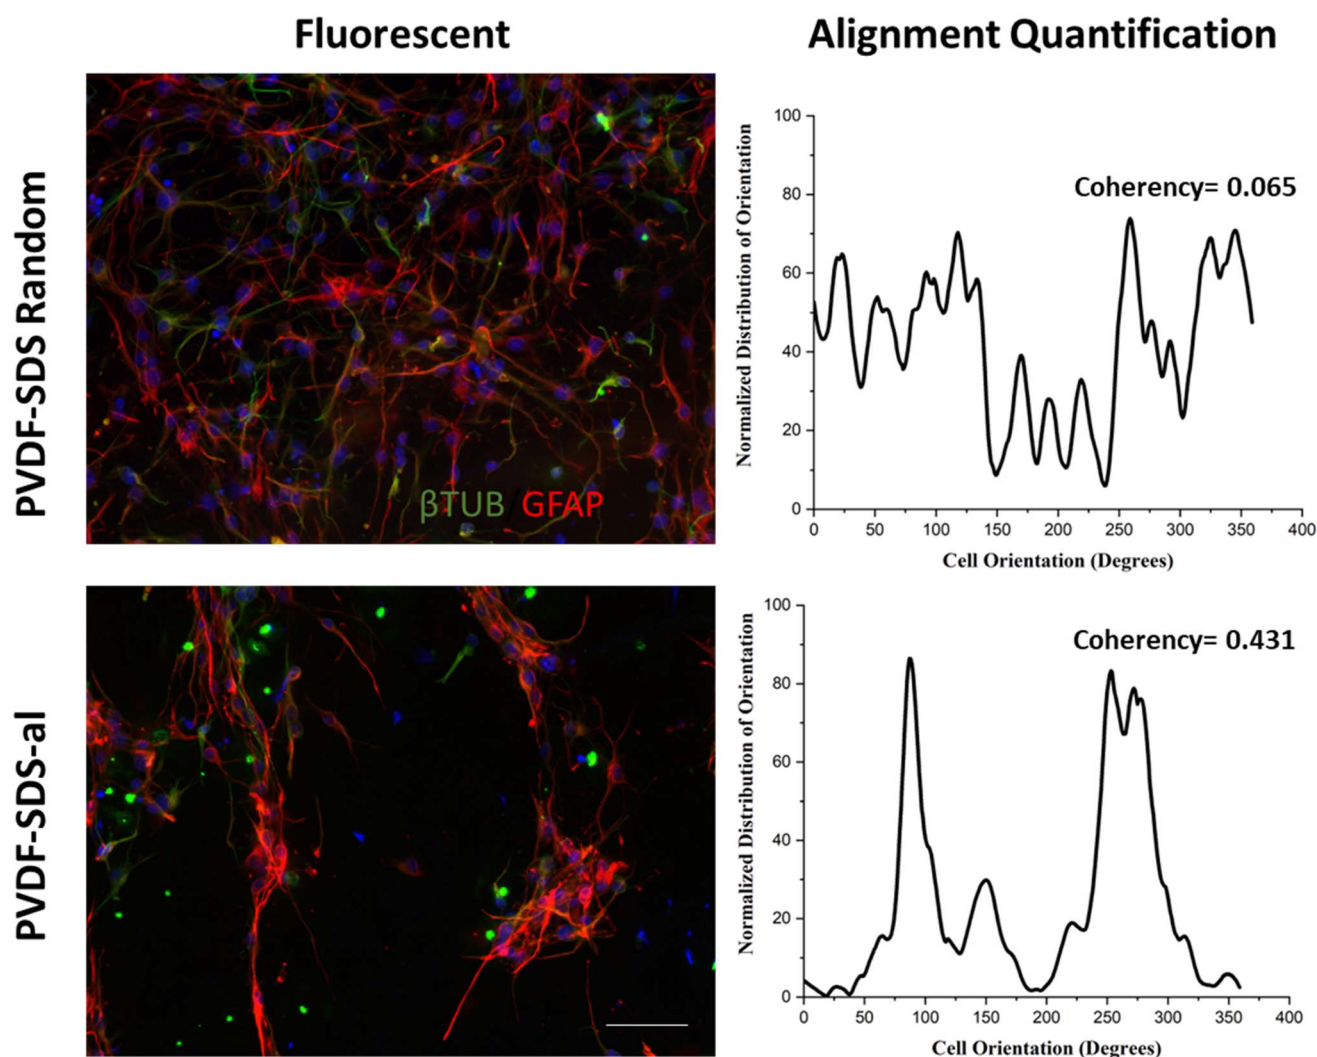 Fluorescent
Alignment Quantification
PVDF-SDS Random
βTUB/GFAP
Normalized Distribution of Orientation
100
80
60
40
20
0
Coherency= 0.065
0 50 100 150 200 250 300 350 400
Cell Orientation (Degrees)
PVDF-SDS-al
Normalized Distribution of Orientation
100
80
60
40
20
0
Coherency= 0.431
0 50 100 150 200 250 300 350 400
Cell Orientation (Degrees)